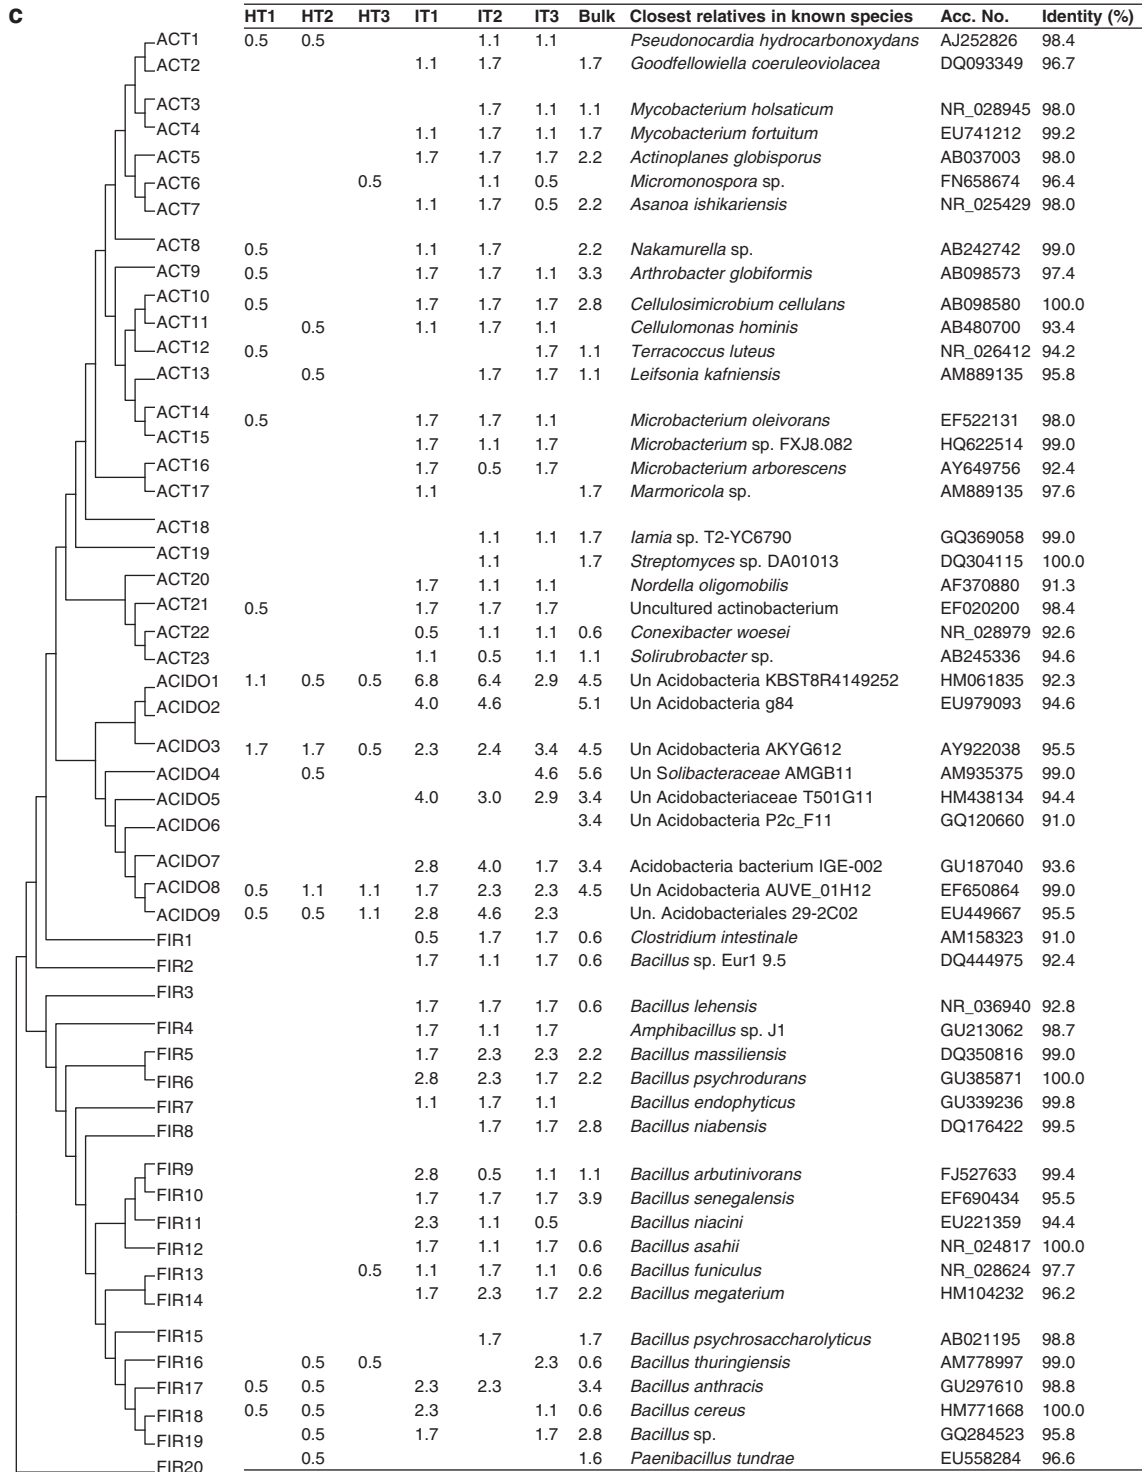 c
HT1 HT2 HT3 IT1 IT2 IT3 Bulk Closest relatives in known species Acc. No. Identity (%)
ACT1 0.5 0.5 1.1 1.1 Pseudonocardia hydrocarbonoxydans AJ252826 98.4
ACT2 1.1 1.7 1.7 Goodfellowiella coeruleoviolacea DQ093349 96.7
ACT3 1.7 1.1 1.1 Mycobacterium holsaticum NR_028945 98.0
ACT4 1.1 1.7 1.1 1.7 Mycobacterium fortuitum EU741212 99.2
ACT5 1.7 1.7 1.7 2.2 Actinoplanes globisporus AB037003 98.0
ACT6 0.5 1.1 0.5 Micromonospora sp. FN658674 96.4
ACT7 1.1 1.7 0.5 2.2 Asanoa ishikariensis NR_025429 98.0
ACT8 0.5 1.1 1.7 2.2 Nakamurella sp. AB242742 99.0
ACT9 0.5 1.7 1.7 1.1 3.3 Arthrobacter globiformis AB098573 97.4
ACT10 0.5 1.7 1.7 1.7 2.8 Cellulosimicrobium cellulans AB098580 100.0
ACT11 0.5 1.1 1.7 1.1 Cellulomonas hominis AB480700 93.4
ACT12 0.5 1.7 1.1 Terracoccus luteus NR_026412 94.2
ACT13 0.5 1.7 1.7 1.1 Leifsonia kafniensis AM889135 95.8
ACT14 0.5 1.7 1.7 1.1 Microbacterium oleivorans EF522131 98.0
ACT15 1.7 1.1 1.7 Microbacterium sp. FXJ8.082 HQ622514 99.0
ACT16 1.7 0.5 1.7 Microbacterium arborescens AY649756 92.4
ACT17 1.1 1.7 Marmoricola sp. AM889135 97.6
ACT18 1.1 1.1 1.7 Iamia sp. T2-YC6790 GQ369058 99.0
ACT19 1.1 1.7 Streptomyces sp. DA01013 DQ304115 100.0
ACT20 1.7 1.1 1.1 Nordella oligomobilis AF370880 91.3
ACT21 0.5 1.7 1.7 1.7 Uncultured actinobacterium EF020200 98.4
ACT22 0.5 1.1 1.1 0.6 Conexibacter woesei NR_028979 92.6
ACT23 1.1 0.5 1.1 1.1 Solirubrobacter sp. AB245336 94.6
ACIDO1 1.1 0.5 0.5 6.8 6.4 2.9 4.5 Un Acidobacteria KBST8R4149252 HM061835 92.3
ACIDO2 4.0 4.6 5.1 Un Acidobacteria g84 EU979093 94.6
ACIDO3 1.7 1.7 0.5 2.3 2.4 3.4 4.5 Un Acidobacteria AKYG612 AY922038 95.5
ACIDO4 0.5 4.6 5.6 Un Solibacteraceae AMGB11 AM935375 99.0
ACIDO5 4.0 3.0 2.9 3.4 Un Acidobacteriaceae T501G11 HM438134 94.4
ACIDO6 3.4 Un Acidobacteria P2c_F11 GQ120660 91.0
ACIDO7 2.8 4.0 1.7 3.4 Acidobacteria bacterium IGE-002 GU187040 93.6
ACIDO8 0.5 1.1 1.1 1.7 2.3 2.3 4.5 Un Acidobacteria AUVE_01H12 EF650864 99.0
ACIDO9 0.5 0.5 1.1 2.8 4.6 2.3 Un. Acidobacteriales 29-2C02 EU449667 95.5
FIR1 0.5 1.7 1.7 0.6 Clostridium intestinale AM158323 91.0
FIR2 1.7 1.1 1.7 0.6 Bacillus sp. Eur1 9.5 DQ444975 92.4
FIR3 1.7 1.7 1.7 0.6 Bacillus lehensis NR_036940 92.8
FIR4 1.7 1.1 1.7 Amphibacillus sp. J1 GU213062 98.7
FIR5 1.7 2.3 2.3 2.2 Bacillus massiliensis DQ350816 99.0
FIR6 2.8 2.3 1.7 2.2 Bacillus psychrodurans GU385871 100.0
FIR7 1.1 1.7 1.1 Bacillus endophyticus GU339236 99.8
FIR8 1.7 1.7 2.8 Bacillus niabensis DQ176422 99.5
FIR9 2.8 0.5 1.1 1.1 Bacillus arbutinivorans FJ527633 99.4
FIR10 1.7 1.7 1.7 3.9 Bacillus senegalensis EF690434 95.5
FIR11 2.3 1.1 0.5 Bacillus niacini EU221359 94.4
FIR12 1.7 1.1 1.7 0.6 Bacillus asahii NR_024817 100.0
FIR13 0.5 1.1 1.7 1.1 0.6 Bacillus funiculus NR_028624 97.7
FIR14 1.7 2.3 1.7 2.2 Bacillus megaterium HM104232 96.2
FIR15 1.7 1.7 Bacillus psychrosaccharolyticus AB021195 98.8
FIR16 0.5 0.5 2.3 0.6 Bacillus thuringiensis AM778997 99.0
FIR17 0.5 0.5 2.3 2.3 3.4 Bacillus anthracis GU297610 98.8
FIR18 0.5 0.5 2.3 1.1 0.6 Bacillus cereus HM771668 100.0
FIR19 0.5 1.7 1.7 2.8 Bacillus sp. GQ284523 95.8
FIR20 0.5 1.6 Paenibacillus tundrae EU558284 96.6